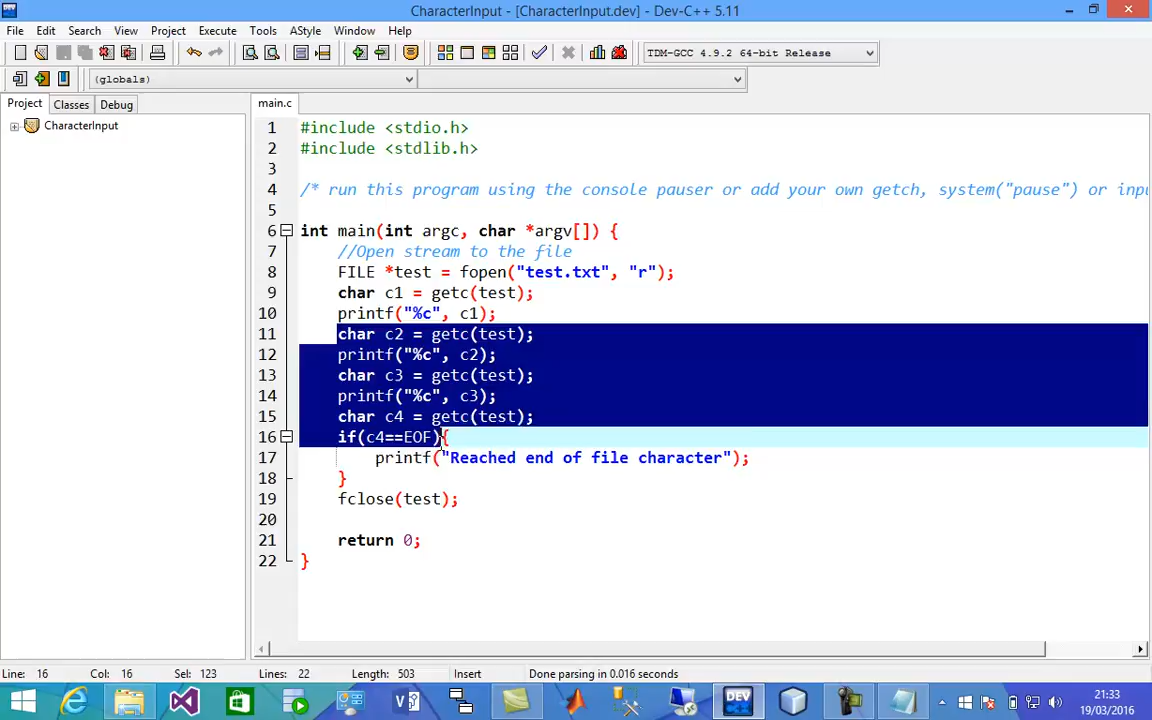 CharacterInput - [CharacterInput.dev] - Dev-C++ 5.11
File Edit Search View Project Execute Tools AStyle Window Help
TDM-GCC 4.9.2 64-bit Release
(globals)
Project Classes Debug
main.c
CharacterInput
1 #include <stdio.h>
2 #include <stdlib.h>
3
4 /* run this program using the console pauser or add your own getch, system("pause") or inpu
5
6 int main(int argc, char *argv[]) {
7 //Open stream to the file
8 FILE *test = fopen("test.txt", "r");
9 char c1 = getc(test);
10 printf("%c", c1);
11 char c2 = getc(test);
12 printf("%c", c2);
13 char c3 = getc(test);
14 printf("%c", c3);
15 char c4 = getc(test);
16 if(c4==EOF){
17 printf("Reached end of file character");
18 }
19 fclose(test);
20
21 return 0;
22 }
Line: 16 Col: 16 Sel: 123 Lines: 22 Length: 503 Insert Done parsing in 0.016 seconds
DEV
21:33
19/03/2016